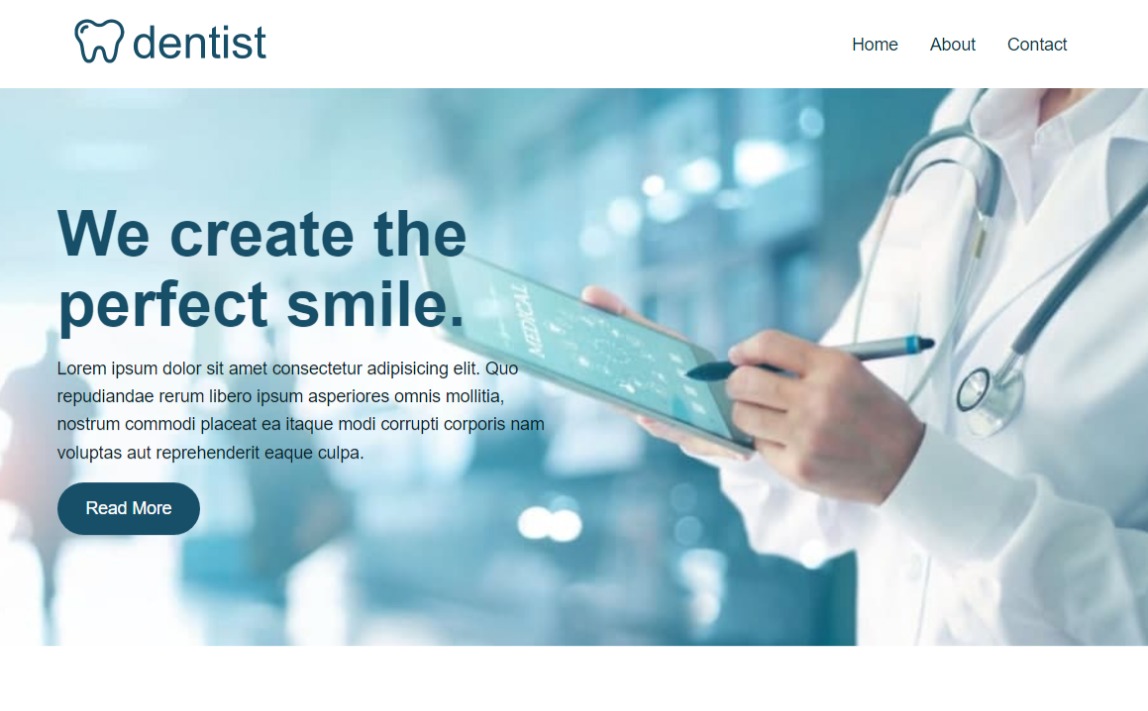 dentist
Home About Contact
We create the
perfect smile.
Lorem ipsum dolor sit amet consectetur adipisicing elit. Quo
repudiandae rerum libero ipsum asperiores omnis mollitia,
nostrum commodi placeat ea itaque modi corrupti corporis nam
voluptas aut reprehenderit eaque culpa.
Read More
MEDICAL